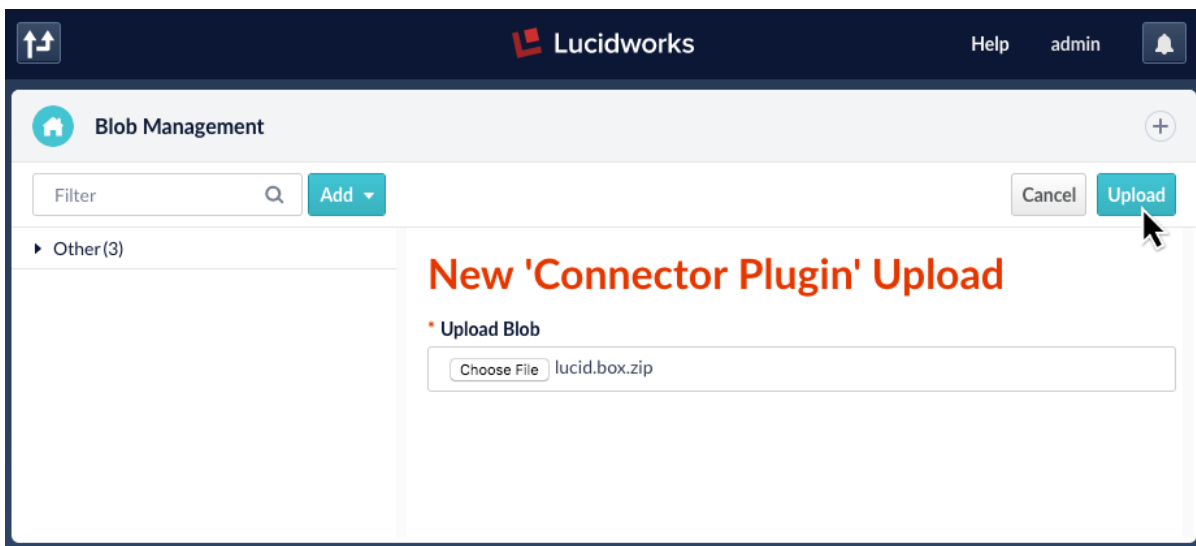 Lucidworks Help admin
Blob Management
Filter Add Cancel Upload
Other (3)
New 'Connector Plugin' Upload
* Upload Blob
Choose File lucid.box.zip